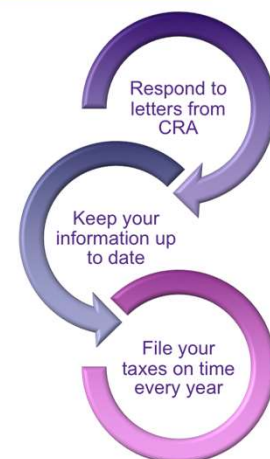 Respond to
letters from
CRA
Keep your
information up
to date
File your
taxes on time
every year